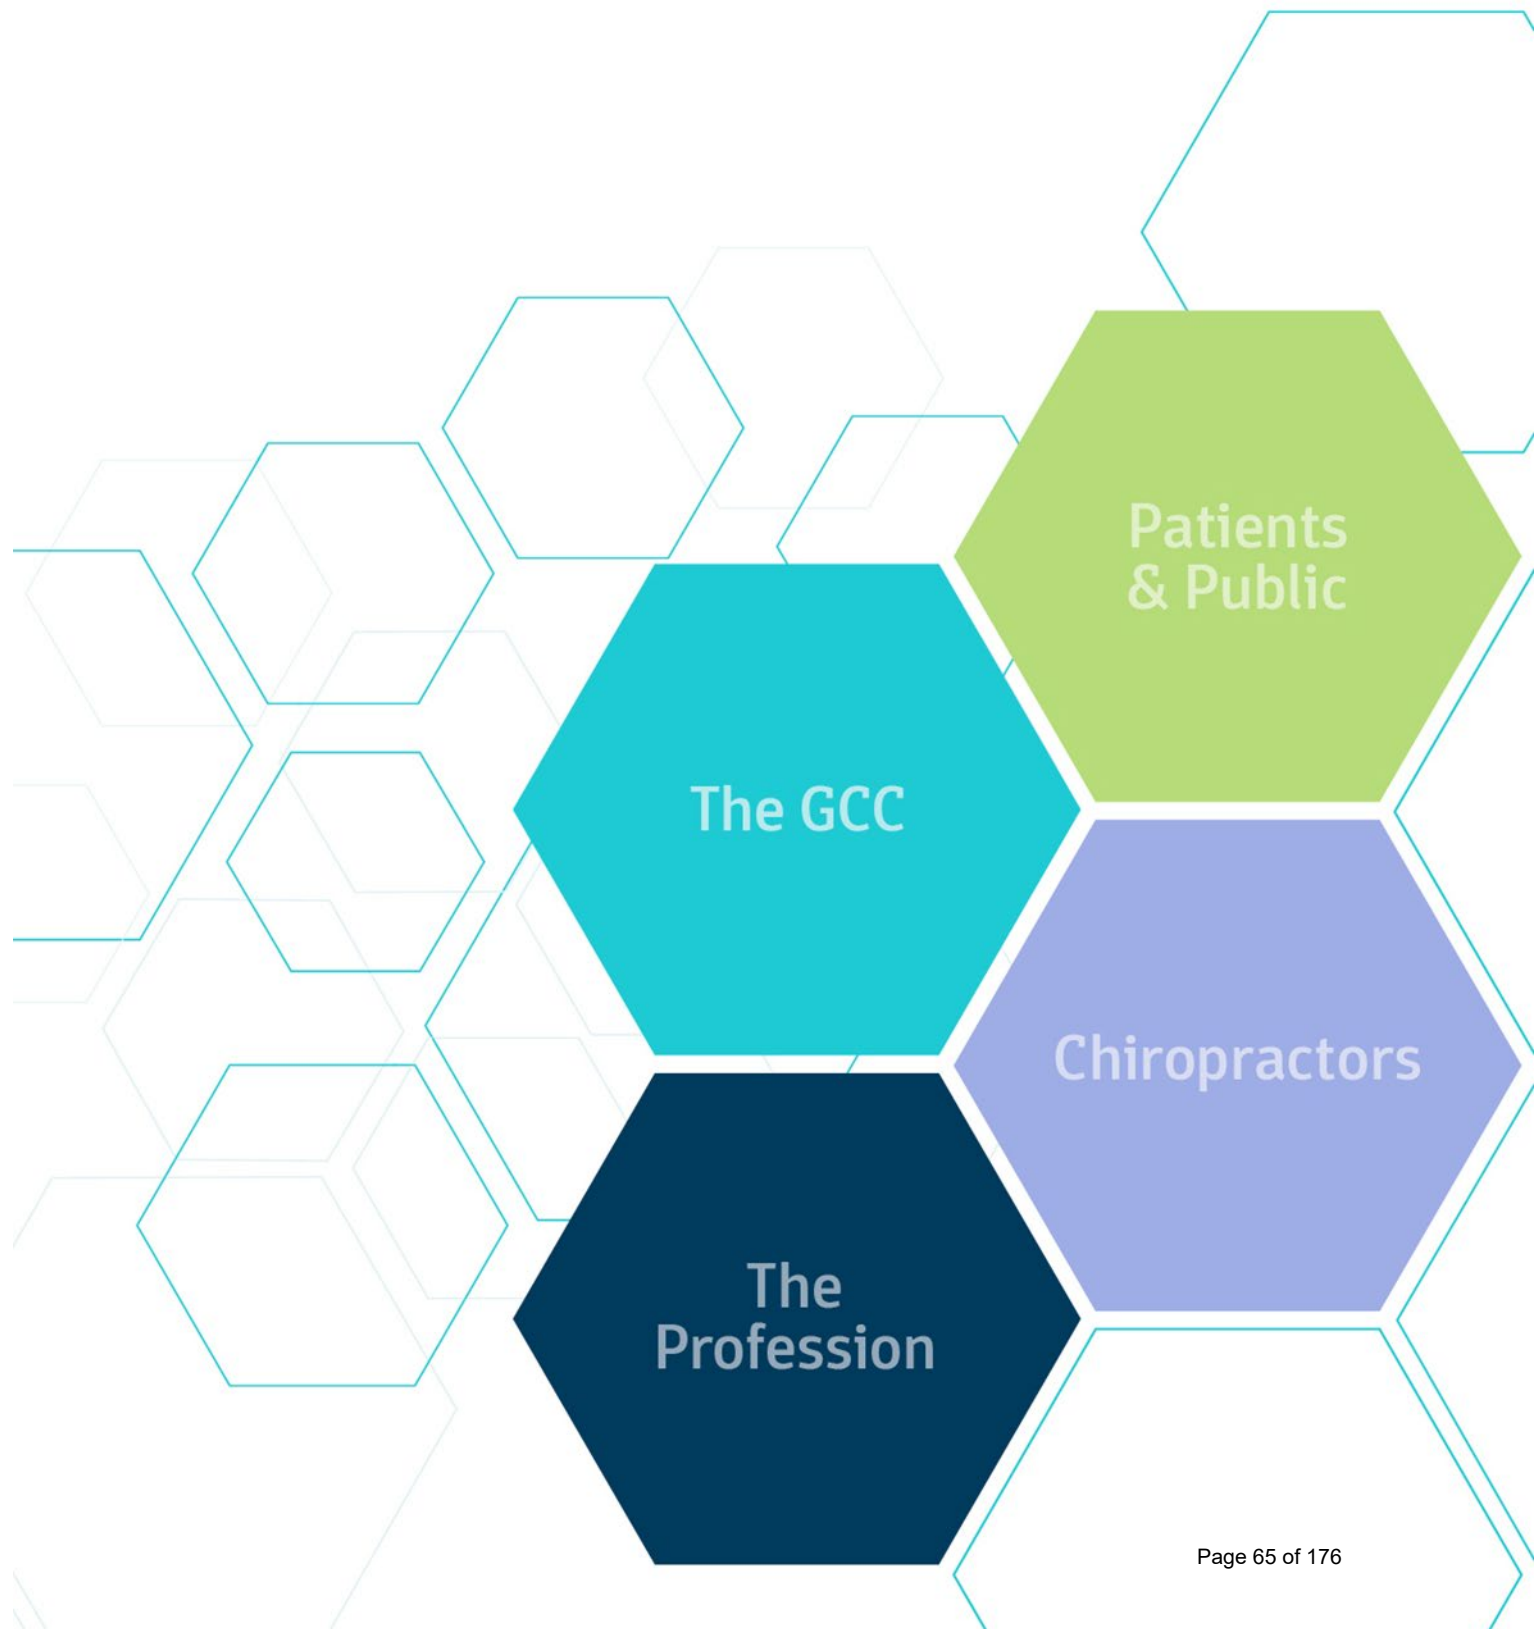 Patients
& Public
The GCC
Chiropractors
The
Profession
Page 65 of 176